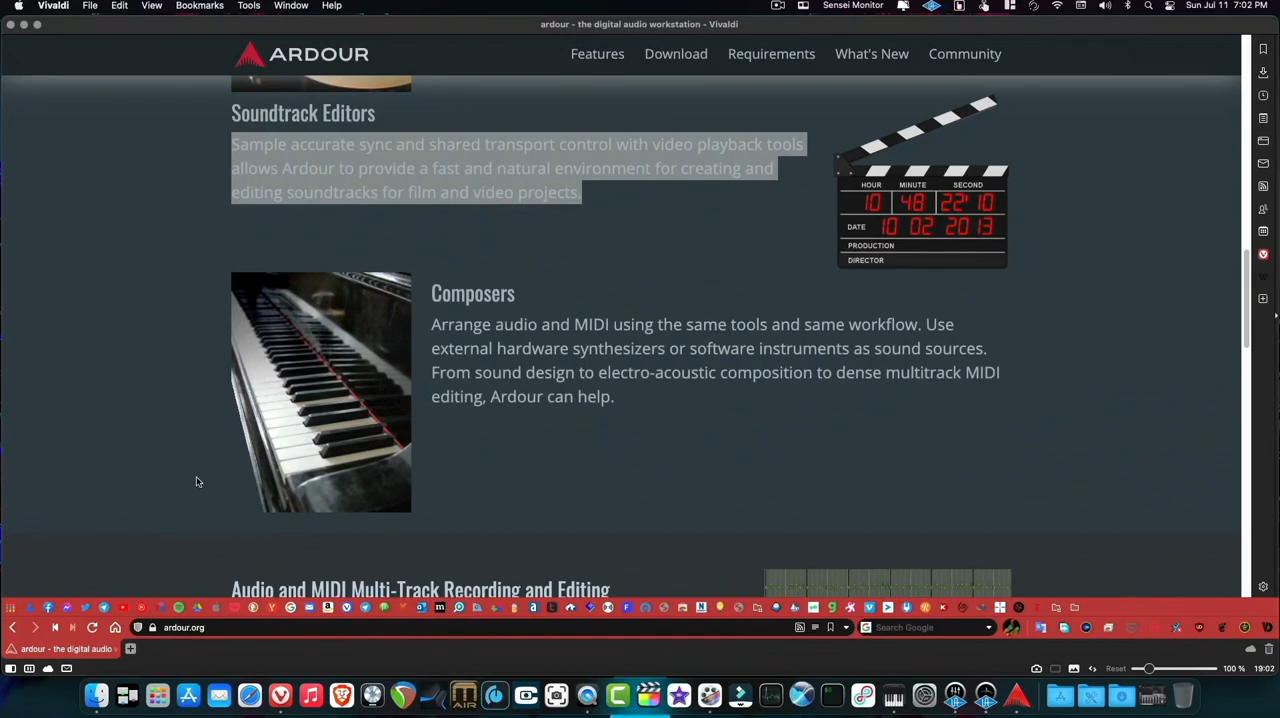 Vivaldi File Edit View Bookmarks Tools Window Help
Sensei Monitor
Sun Jul 11 7:02 PM
ardour - the digital audio workstation - Vivaldi
ARDOUR
Features Download Requirements What's New Community
Soundtrack Editors
Sample accurate sync and shared transport control with video playback tools
allows Ardour to provide a fast and natural environment for creating and
editing soundtracks for film and video projects.
HOUR MINUTE SECOND
10 48 22'10
DATE 10 02 2013
PRODUCTION
DIRECTOR
Composers
Arrange audio and MIDI using the same tools and same workflow. Use
external hardware synthesizers or software instruments as sound sources.
From sound design to electro-acoustic composition to dense multitrack MIDI
editing, Ardour can help.
Audio and MIDI Multi-Track Recording and Editing
ardour.org
Search Google
ardour - the digital audio
Reset 100 % 19:02
AIR